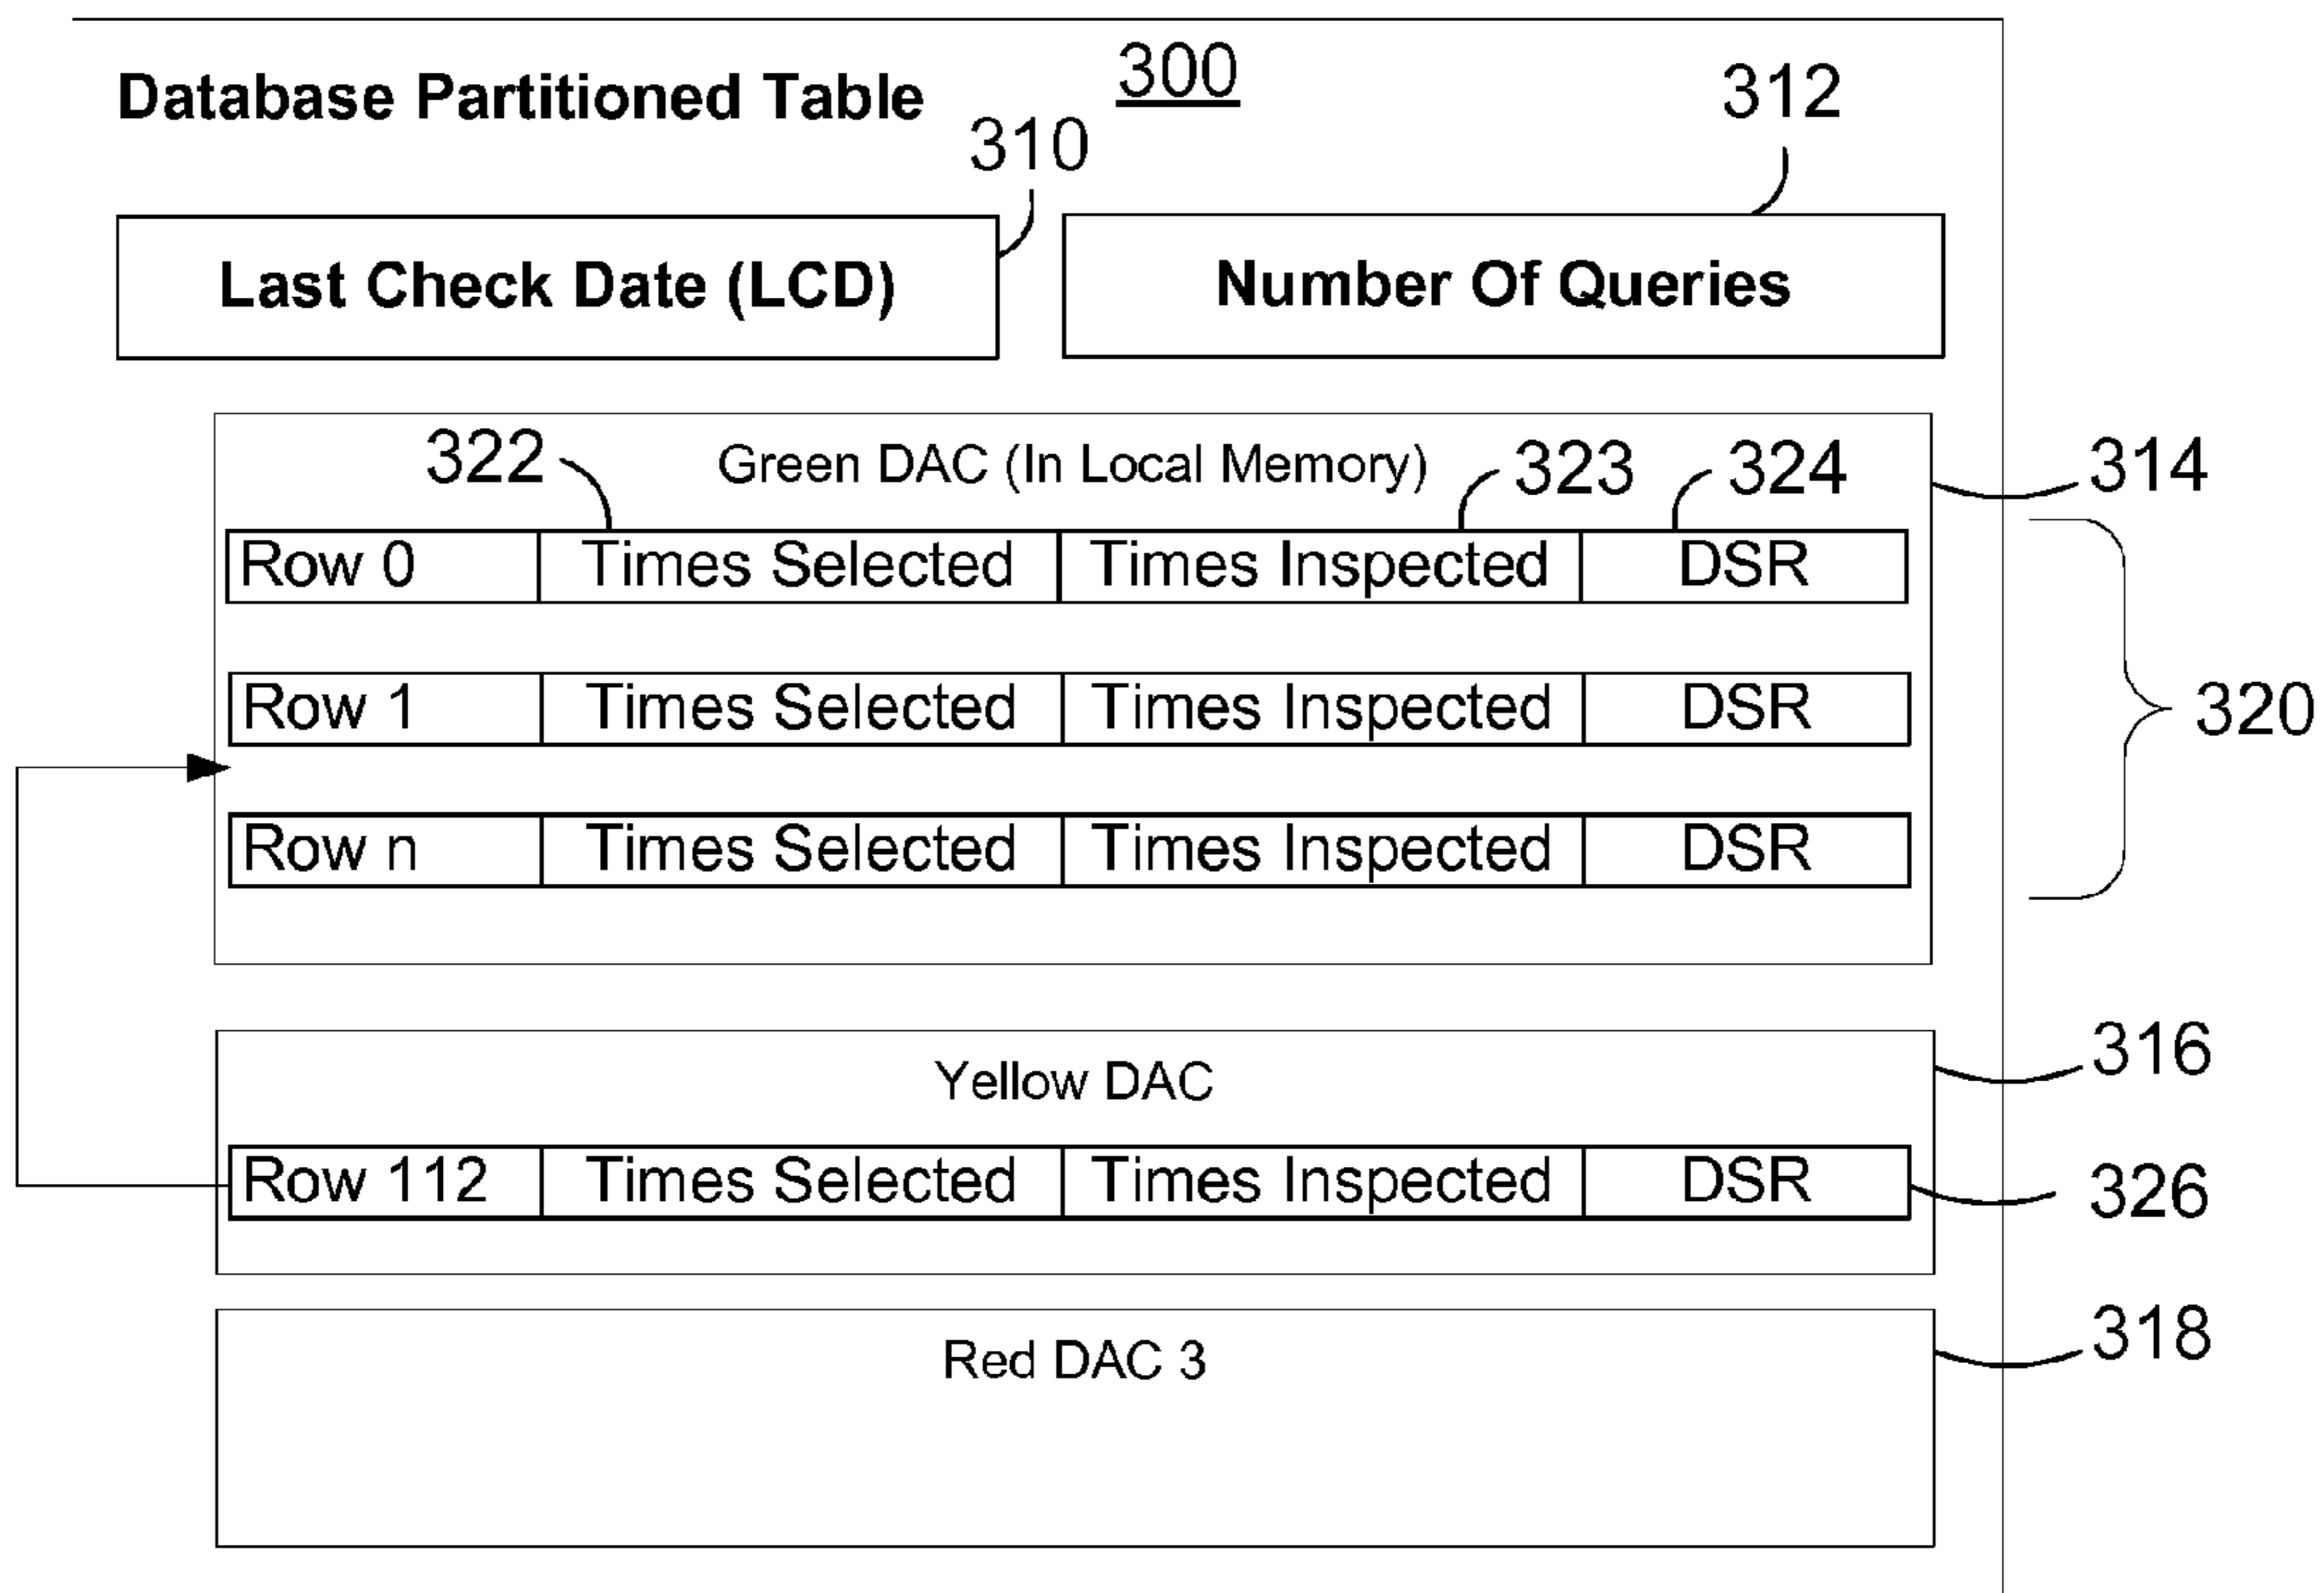 Database Partitioned Table 300
310
312
Last Check Date (LCD) Number Of Queries
322 Green DAC (In Local Memory) 323 324 314
Row 0 Times Selected Times Inspected DSR
Row 1 Times Selected Times Inspected DSR
320
Row n Times Selected Times Inspected DSR
316
Yellow DAC
Row 112 Times Selected Times Inspected DSR 326
318
Red DAC 3